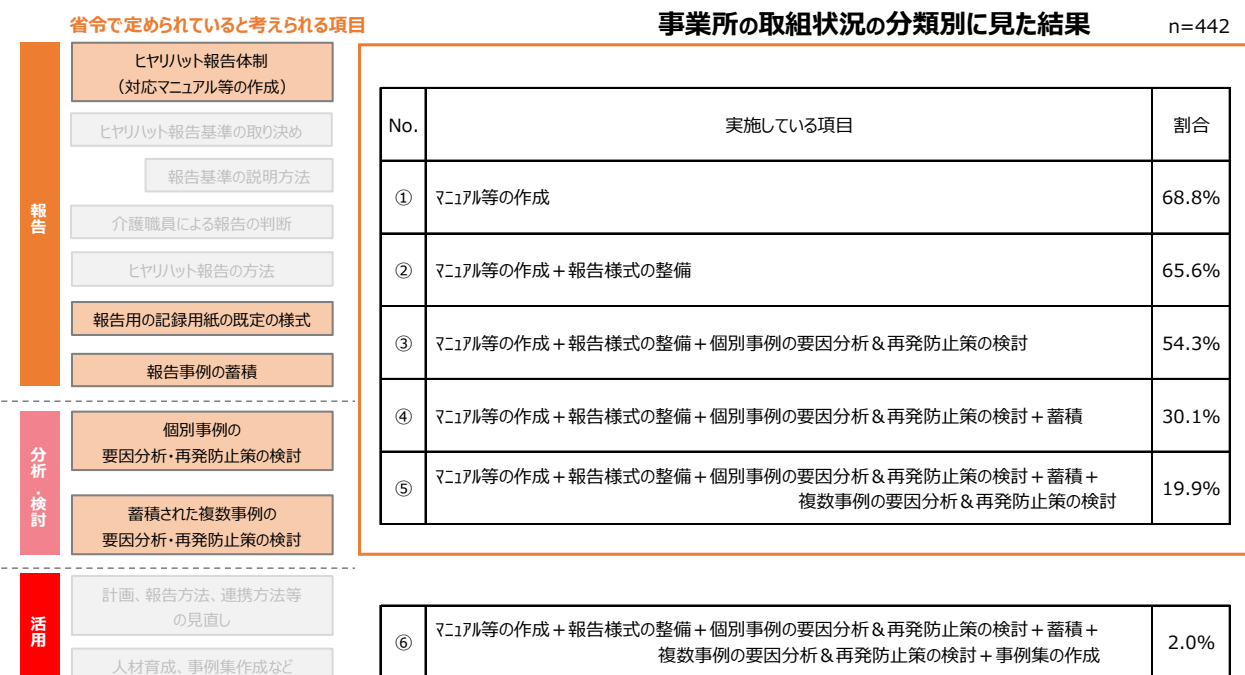 省令で定められていると考えられる項目
事業所の取組状況の分類別に見た結果
n=442
報告
ヒヤリハット報告体制
（対応マニュアル等の作成）
ヒヤリハット報告基準の取り決め
報告基準の説明方法
介護職員による報告の判断
ヒヤリハット報告の方法
報告用の記録用紙の既定の様式
報告事例の蓄積
分析・検討
個別事例の
要因分析・再発防止策の検討
蓄積された複数事例の
要因分析・再発防止策の検討
活用
計画、報告方法、連携方法等
の見直し
人材育成、事例集作成など
No. 実施している項目 割合
① ﾏﾆｭｱﾙ等の作成 68.8%
② ﾏﾆｭｱﾙ等の作成＋報告様式の整備 65.6%
③ ﾏﾆｭｱﾙ等の作成＋報告様式の整備＋個別事例の要因分析＆再発防止策の検討 54.3%
④ ﾏﾆｭｱﾙ等の作成＋報告様式の整備＋個別事例の要因分析＆再発防止策の検討＋蓄積 30.1%
⑤ ﾏﾆｭｱﾙ等の作成＋報告様式の整備＋個別事例の要因分析＆再発防止策の検討＋蓄積＋
複数事例の要因分析＆再発防止策の検討 19.9%
⑥ ﾏﾆｭｱﾙ等の作成＋報告様式の整備＋個別事例の要因分析＆再発防止策の検討＋蓄積＋
複数事例の要因分析＆再発防止策の検討＋事例集の作成 2.0%